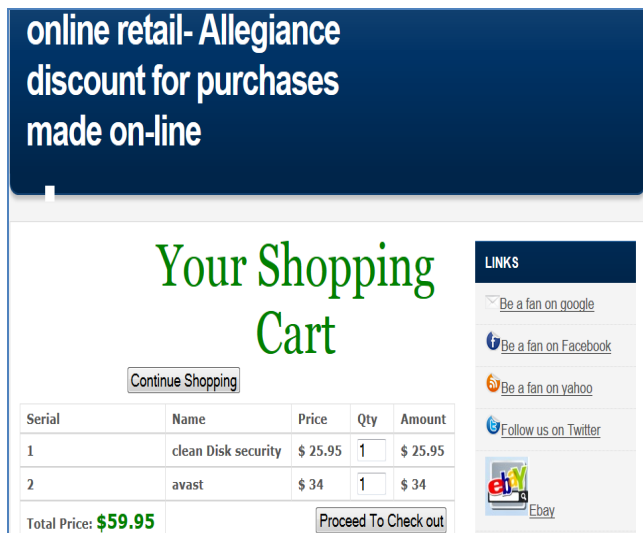 online retail- Allegiance
discount for purchases
made on-line
Your Shopping
Cart
Continue Shopping
Serial Name Price Qty Amount
1 clean Disk security $ 25.95 1 $ 25.95
2 avast $ 34 1 $ 34
Total Price: $59.95 Proceed To Check out
LINKS
Be a fan on google
Be a fan on Facebook
Be a fan on yahoo
Follow us on Twitter
ebay
Ebay